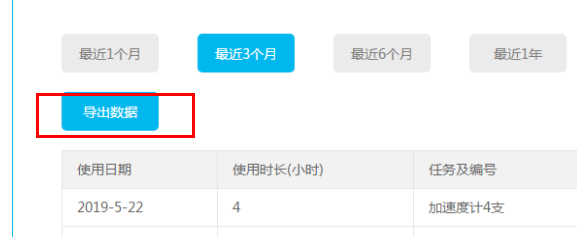 最近1个月 最近3个月 最近6个月 最近1年
导出数据
使用日期 使用时长(小时) 任务及编号
2019-5-22 4 加速度计4支